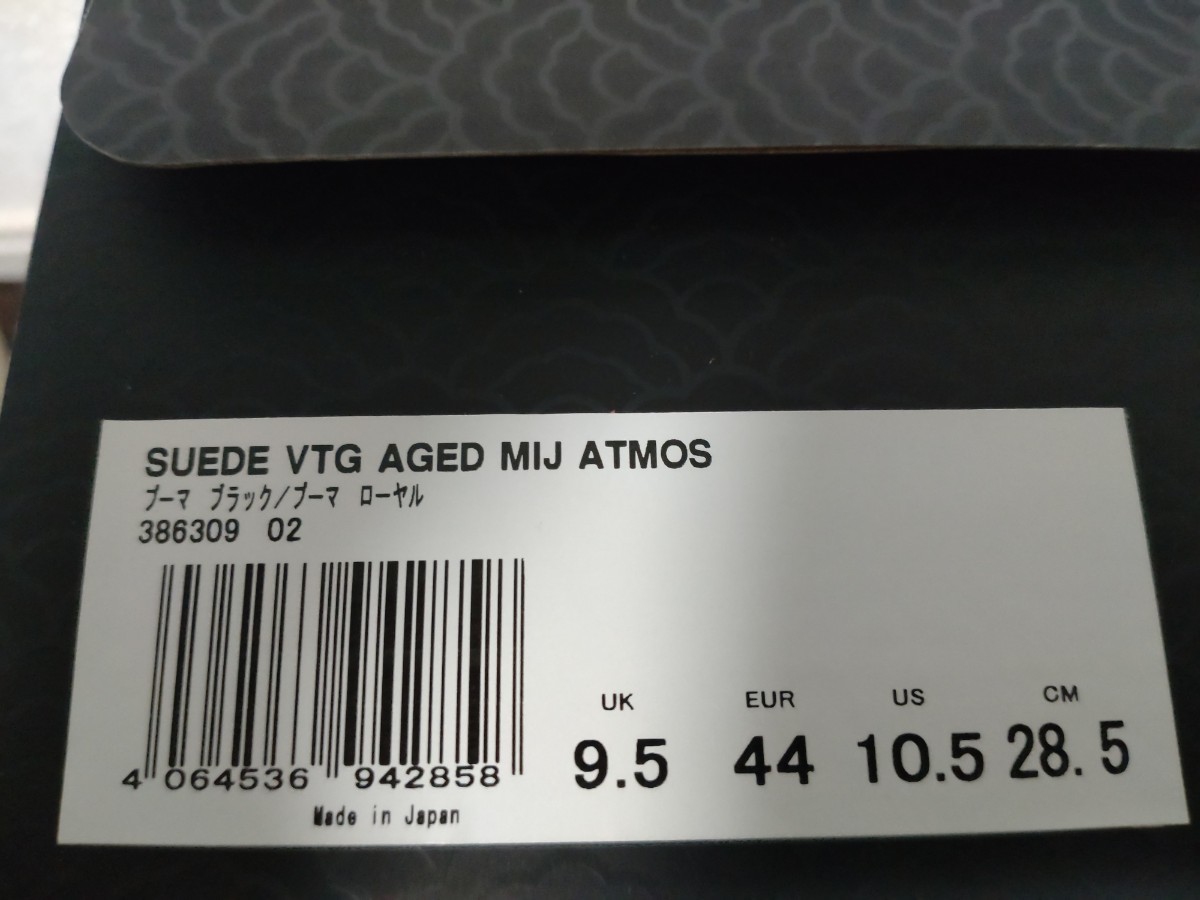 SUEDE VTG AGED MIJ ATMOS
プーマ ブラック/プーマ ローヤル
386309 02
UK EUR US CM
9.5 44 10.5 28.5
4 064536 942858
Made in Japan